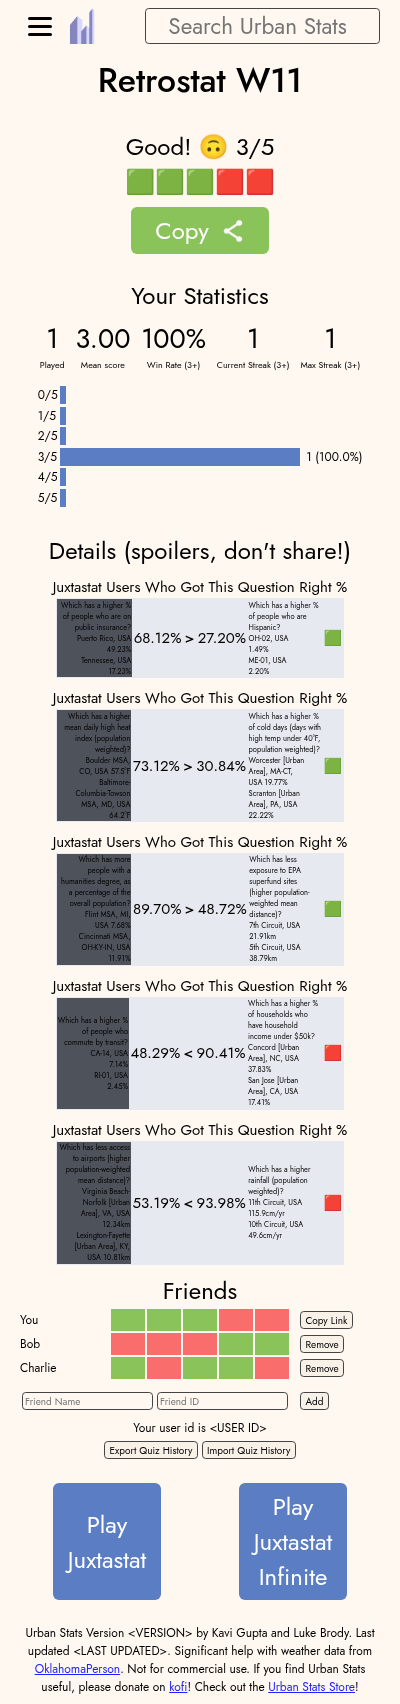 Search Urban Stats
Retrostat W11
Good! 🙃 3/5
🟩🟩🟩🟥🟥
Copy
Your Statistics
1 3.00 100% 1 1
Played Mean score Win Rate (3+) Current Streak (3+) Max Streak (3+)
0/5
1/5
2/5
3/5 1 (100.0%)
4/5
5/5
Details (spoilers, don't share!)
Juxtastat Users Who Got This Question Right %
Which has a higher %
of people who are on
public insurance?
Puerto Rico, USA
49.23%
Tennessee, USA
17.23%
68.12% > 27.20%
Which has a higher %
of people who are
Hispanic?
OH-02, USA
1.49%
ME-01, USA
2.20%
🟩
Juxtastat Users Who Got This Question Right %
Which has a higher
mean daily high heat
index (population
weighted)?
Boulder MSA,
CO, USA 57.5°F
Baltimore-
Columbia-Towson
MSA, MD, USA
64.2°F
73.12% > 30.84%
Which has a higher %
of cold days (days with
high temp under 40°F,
population weighted)?
Worcester [Urban
Area], MA-CT,
USA 19.77%
Scranton [Urban
Area], PA, USA
22.22%
🟩
Juxtastat Users Who Got This Question Right %
Which has more
people with a
humanities degree, as
a percentage of the
overall population?
Flint MSA, MI,
USA 7.68%
Cincinnati MSA,
OH-KY-IN, USA
11.91%
89.70% > 48.72%
Which has less
exposure to EPA
superfund sites
(higher population-
weighted mean
distance)?
7th Circuit, USA
21.91km
5th Circuit, USA
38.79km
🟩
Juxtastat Users Who Got This Question Right %
Which has a higher %
of people who
commute by transit?
CA-14, USA
7.14%
RI-01, USA
2.45%
48.29% < 90.41%
Which has a higher %
of households who
have household
income under $50k?
Concord [Urban
Area], NC, USA
37.83%
San Jose [Urban
Area], CA, USA
17.41%
🟥
Juxtastat Users Who Got This Question Right %
Which has less access
to airports (higher
population-weighted
mean distance)?
Virginia Beach-
Norfolk [Urban
Area], VA, USA
12.34km
Lexington-Fayette
[Urban Area], KY,
USA 10.81km
53.19% < 93.98%
Which has a higher
rainfall (population
weighted)?
11th Circuit, USA
115.9cm/yr
10th Circuit, USA
49.6cm/yr
🟥
Friends
You Copy Link
Bob Remove
Charlie Remove
Friend Name Friend ID Add
Your user id is <USER ID>
Export Quiz History Import Quiz History
Play
Juxtastat
Play
Juxtastat
Infinite
Urban Stats Version <VERSION> by Kavi Gupta and Luke Brody. Last
updated <LAST UPDATED>. Significant help with weather data from
OklahomaPerson. Not for commercial use. If you find Urban Stats
useful, please donate on kofi! Check out the Urban Stats Store!